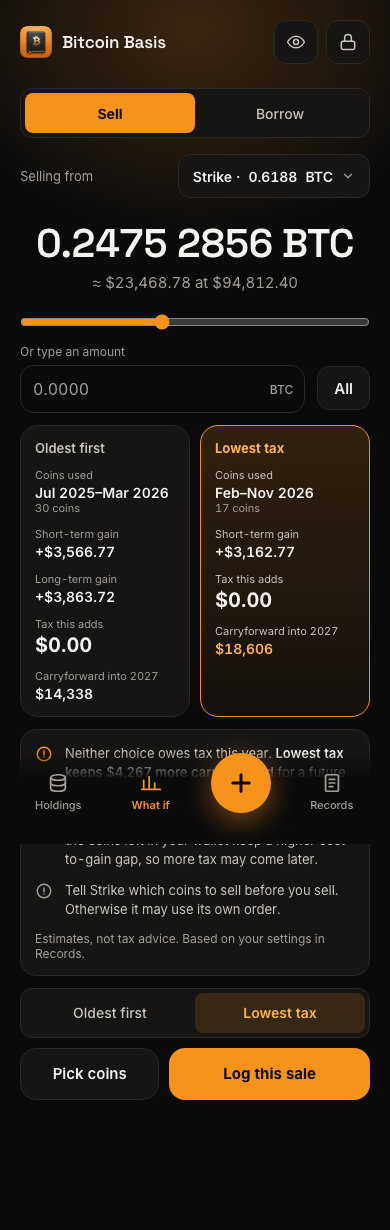 Bitcoin Basis
Sell
Borrow
Selling from
Strike · 0.6188 BTC
0.2475 2856 BTC
≈ $23,468.78 at $94,812.40
Or type an amount
0.0000 BTC
All
Oldest first
Coins used
Jul 2025–Mar 2026
30 coins
Short-term gain
+$3,566.77
Long-term gain
+$3,863.72
Tax this adds
$0.00
Carryforward into 2027
$14,338
Lowest tax
Coins used
Feb–Nov 2026
17 coins
Short-term gain
+$3,162.77
Tax this adds
$0.00
Carryforward into 2027
$18,606
Neither choice owes tax this year. Lowest tax
keeps $4,267 more for a future
Holdings
What if
Records
to-gain gap, so more tax may come later.
Tell Strike which coins to sell before you sell.
Otherwise it may use its own order.
Estimates, not tax advice. Based on your settings in
Records.
Oldest first
Lowest tax
Pick coins
Log this sale